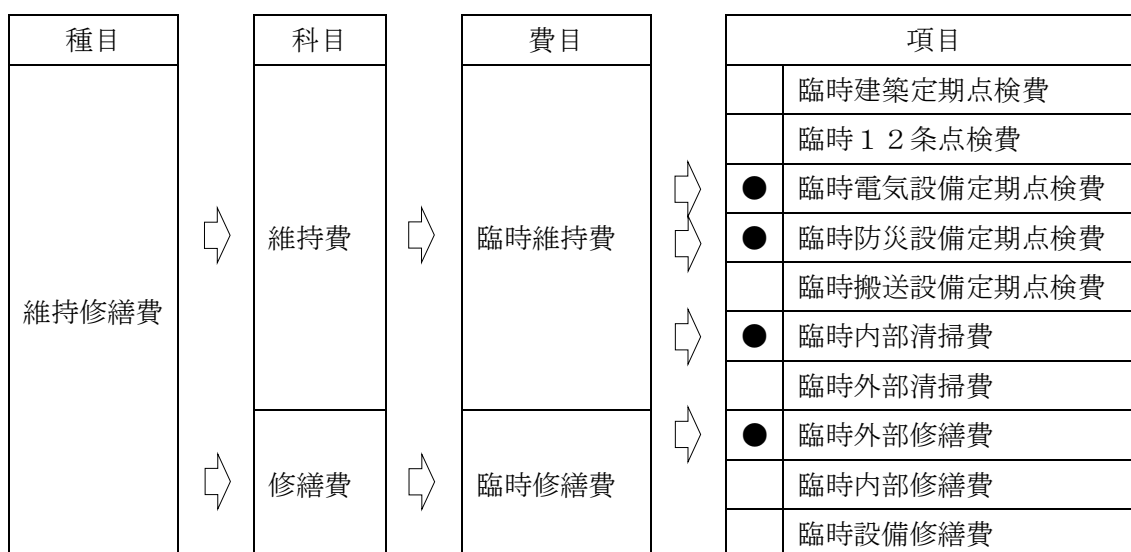 種目
科目
費目
項目
維持修繕費
維持費
臨時維持費
臨時建築定期点検費
臨時１２条点検費
● 臨時電気設備定期点検費
● 臨時防災設備定期点検費
臨時搬送設備定期点検費
● 臨時内部清掃費
臨時外部清掃費
修繕費
臨時修繕費
● 臨時外部修繕費
臨時内部修繕費
臨時設備修繕費